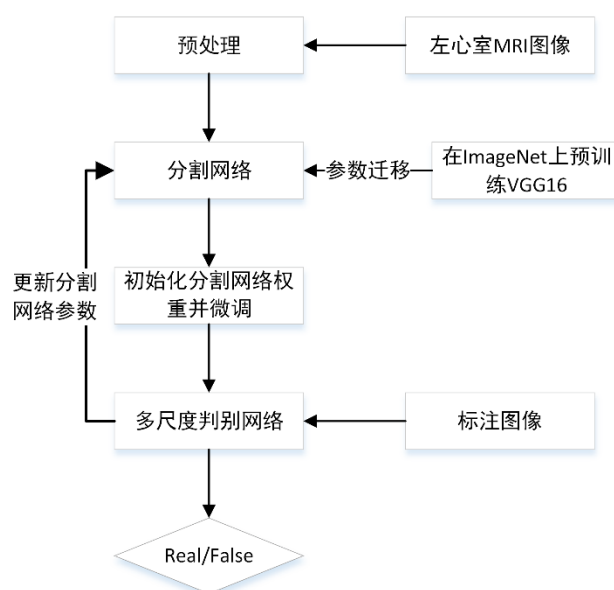 预处理
左心室MRI图像
分割网络
参数迁移
在ImageNet上预训
练VGG16
更新分割
网络参数
初始化分割网络权
重并微调
多尺度判别网络
标注图像
Real/False